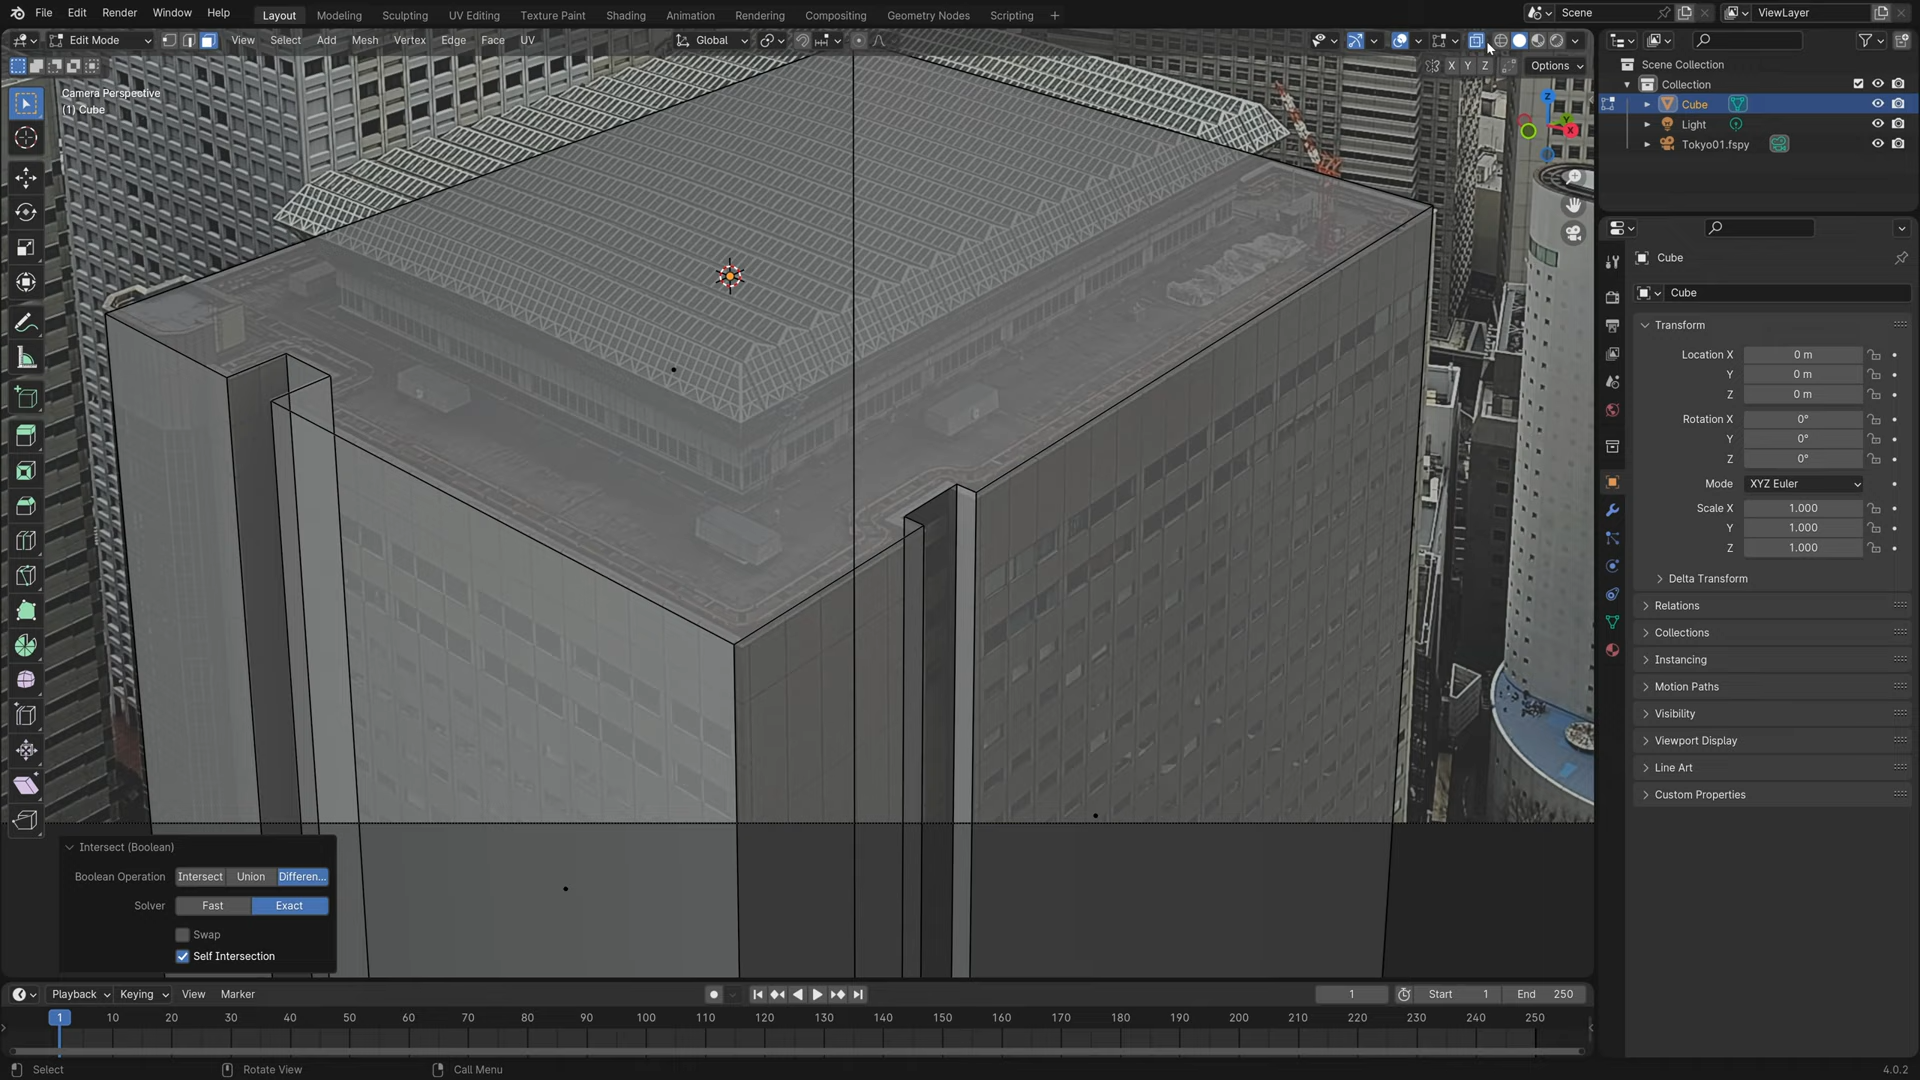 File Edit Render Window Help Layout Modeling Sculpting UV Editing Texture Paint Shading Animation Rendering Compositing Geometry Nodes Scripting + Scene ViewLayer
Edit Mode View Select Add Mesh Vertex Edge Face UV Global
X Y Z Options
Camera Perspective
(1) Cube
Z
Y
X
Scene Collection
Collection
Cube
Light
Tokyo01.fspy
Cube
Cube
Transform
Location X 0 m
Y 0 m
Z 0 m
Rotation X 0°
Y 0°
Z 0°
Mode XYZ Euler
Scale X 1.000
Y 1.000
Z 1.000
Delta Transform
Relations
Collections
Instancing
Motion Paths
Visibility
Viewport Display
Line Art
Custom Properties
Intersect (Boolean)
Boolean Operation Intersect Union Differen...
Solver Fast Exact
Swap
Self Intersection
Playback Keying View Marker 1 Start 1 End 250
1 10 20 30 40 50 60 70 80 90 100 110 120 130 140 150 160 170 180 190 200 210 220 230 240 250
Select Rotate View Call Menu 4.0.2